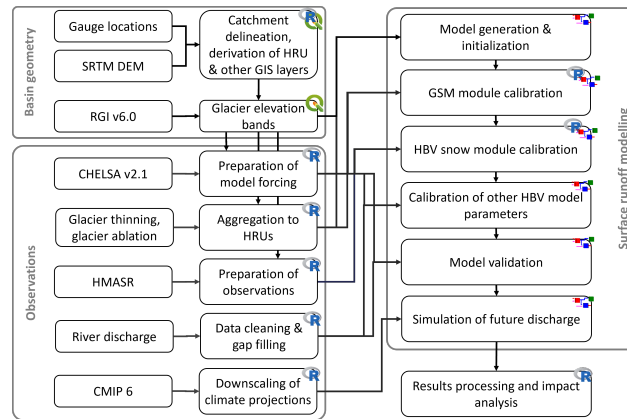 Basin geometry
Gauge locations
SRTM DEM
RGI v6.0
Catchment
delineation,
derivation of HRU
& other GIS layers
Glacier elevation
bands
Observations
CHELSA v2.1
Glacier thinning,
glacier ablation
HMASR
River discharge
CMIP 6
Preparation of
model forcing
Aggregation to
HRUs
Preparation of
observations
Data cleaning &
gap filling
Downscaling of
climate projections
Surface runoff modelling
Model generation &
initialization
GSM module calibration
HBV snow module calibration
Calibration of other HBV model
parameters
Model validation
Simulation of future discharge
Results processing and impact
analysis